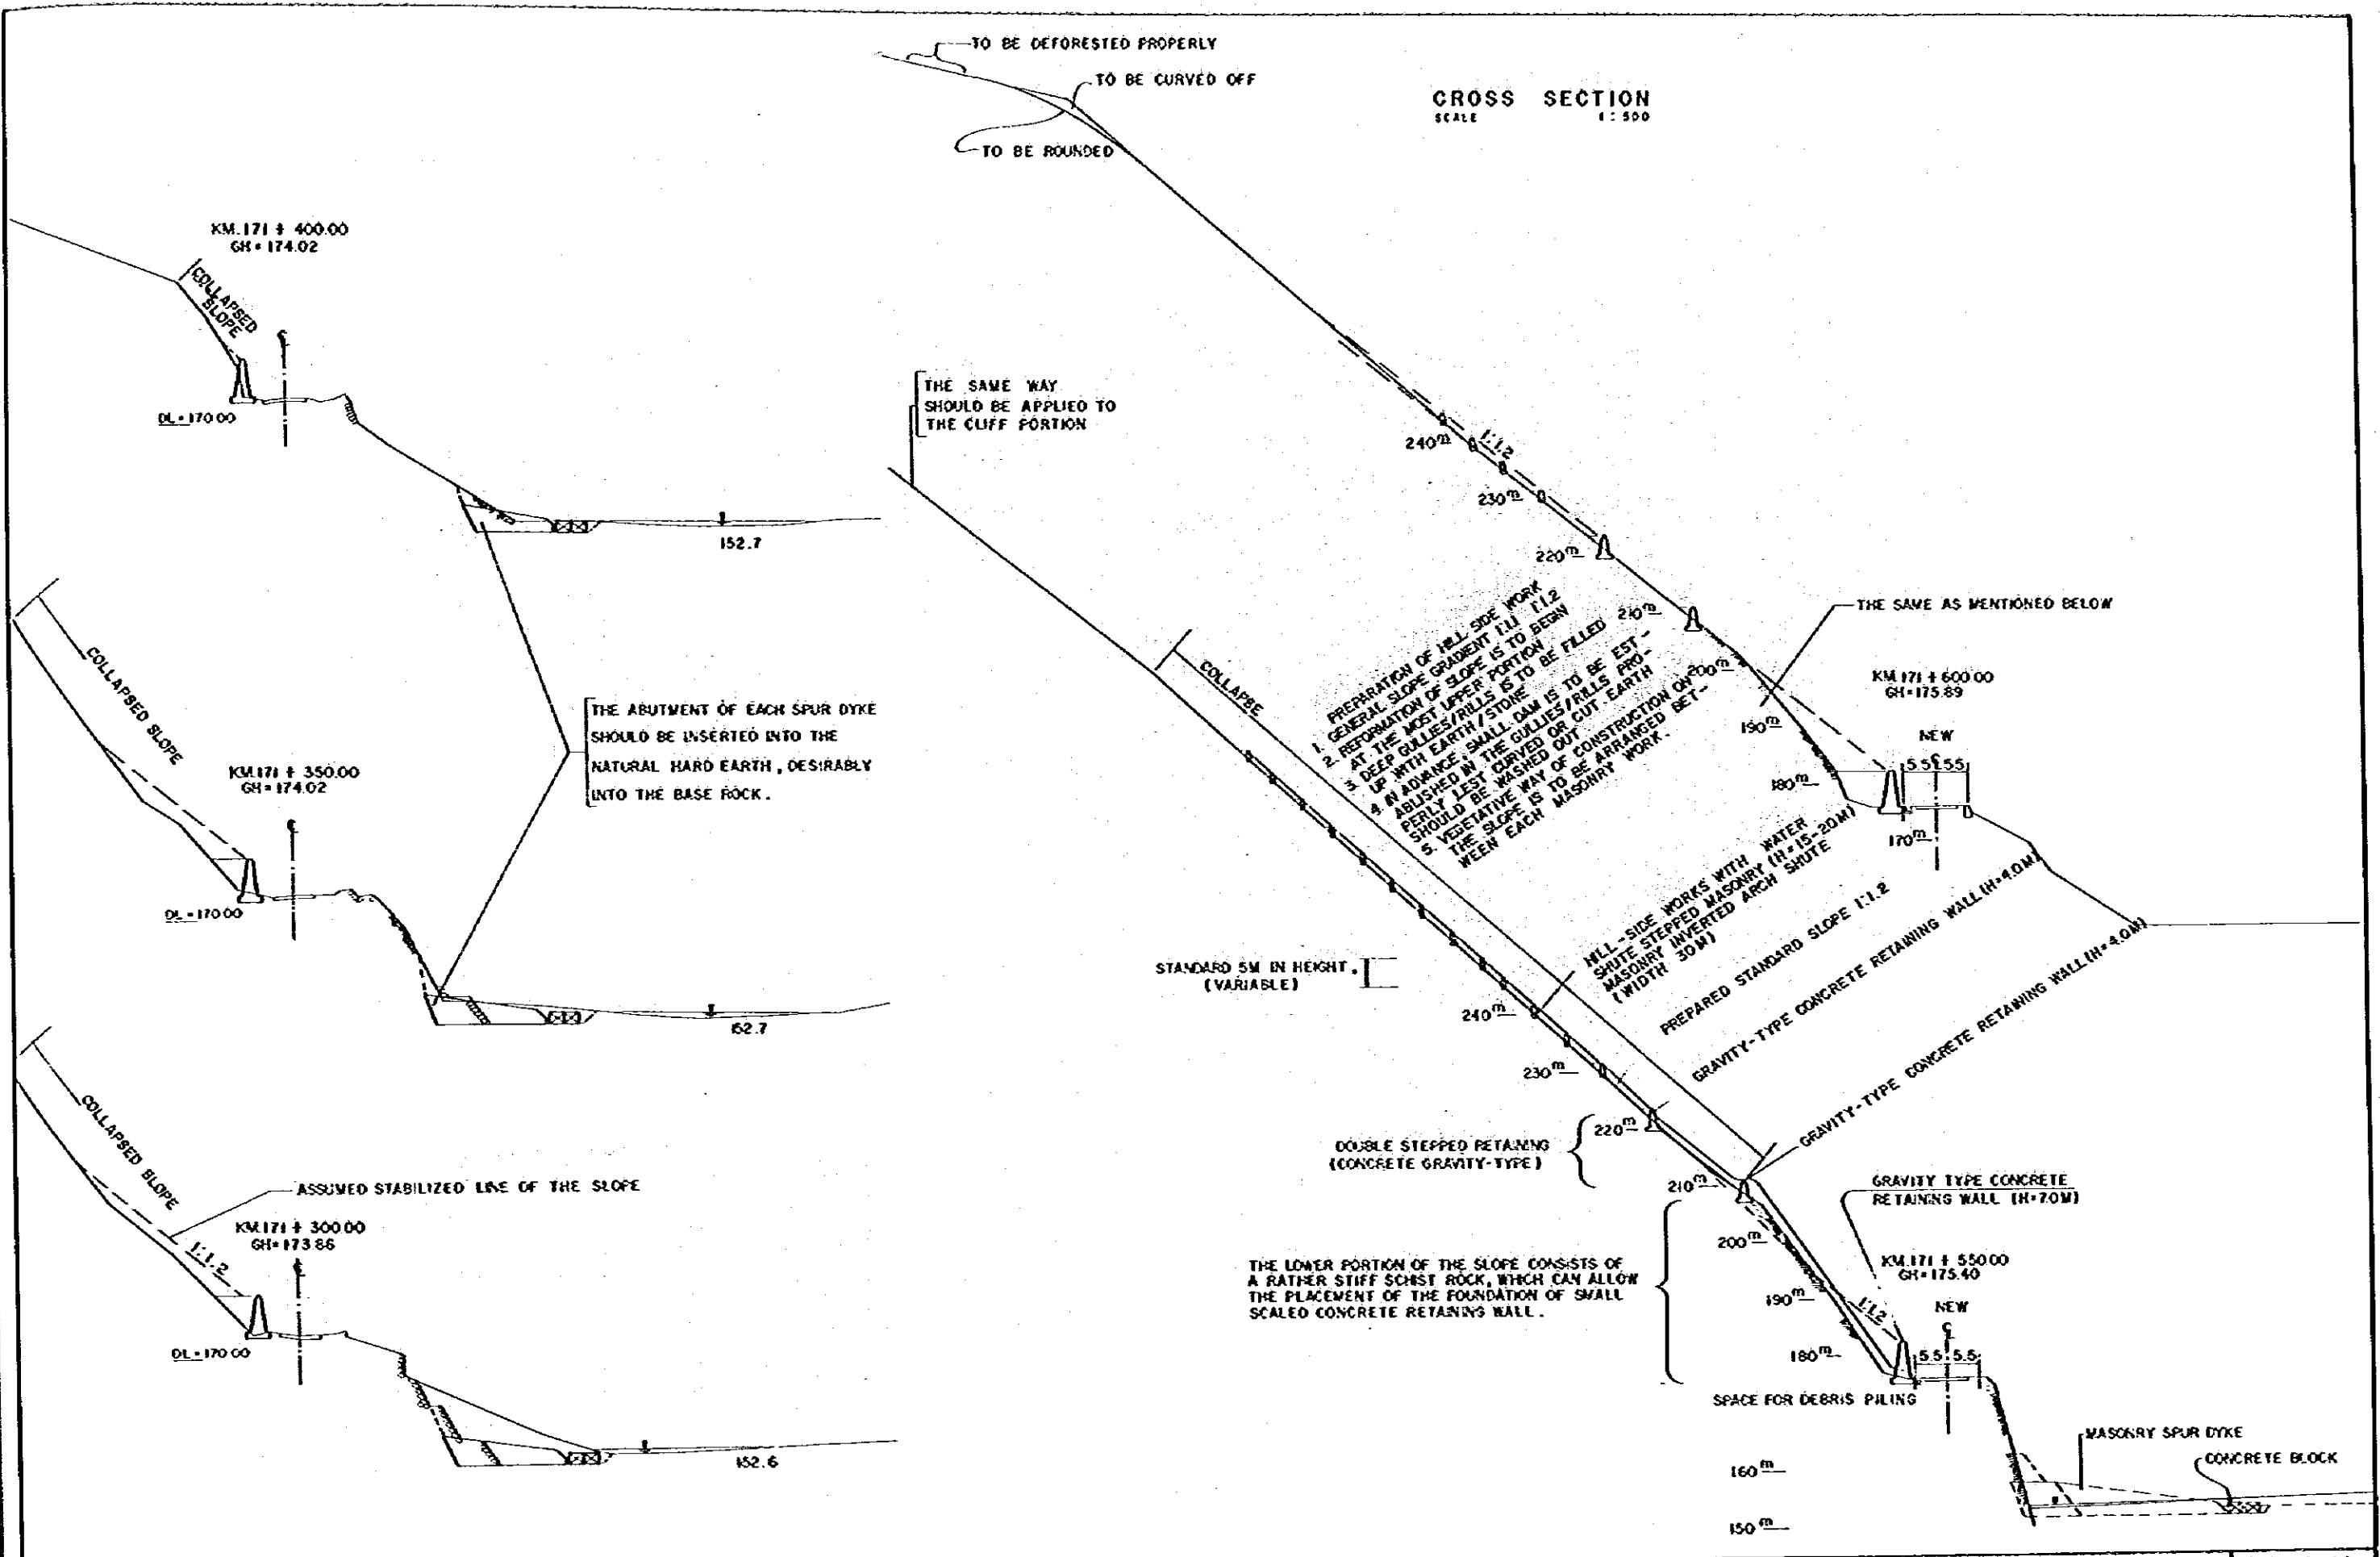 TO BE DEFORESTED PROPERLY
TO BE CURVED OFF
TO BE ROUNDED
CROSS SECTION
SCALE 1:500
KM.171 + 400.00
GH=174.02
COLLAPSED
SLOPE
DL=170.00
152.7
THE SAME WAY
SHOULD BE APPLIED TO
THE CLIFF PORTION
COLLAPSED SLOPE
KM.171 + 350.00
GH=174.02
DL=170.00
152.7
THE ABUTMENT OF EACH SPUR DYKE
SHOULD BE INSERTED INTO THE
NATURAL HARD EARTH, DESIRABLY
INTO THE BASE ROCK.
COLLAPSED SLOPE
ASSUMED STABILIZED LINE OF THE SLOPE
KM.171 + 300.00
GH=173.86
1:1.2
DL=170.00
152.6
240m
1:1.2
230m
220m
210m
200m
190m
180m
170m
THE SAME AS MENTIONED BELOW
KM.171 + 600.00
GH=175.89
NEW
5.5 5.5
COLLAPSE
PREPARATION OF HILL SIDE WORK
1. GENERAL SLOPE GRADIENT 1:1.1 1:1.2
2. REFORMATION OF SLOPE IS TO BEGIN
AT THE MOST UPPER PORTION
3. DEEP GULLIES/RILLS IS TO BE FILLED
UP WITH EARTH/STONE
4. IN ADVANCE, SMALL DAM IS TO BE EST-
ABLISHED IN THE GULLIES/RILLS PRO-
PERLY LEST CURVED OR CUT EARTH
SHOULD BE WASHED OUT
5. VEGETATIVE WAY OF CONSTRUCTION ON
THE SLOPE IS TO BE ARRANGED BET-
WEEN EACH MASONRY WORK.
HILL-SIDE WORKS WITH WATER
SHUTE STEPPED MASONRY (H=15-20M)
MASONRY INVERTED ARCH SHUTE
(WIDTH 30M)
PREPARED STANDARD SLOPE 1:1.2
GRAVITY-TYPE CONCRETE RETAINING WALL (H=4.0M)
GRAVITY-TYPE CONCRETE RETAINING WALL (H=4.0M)
STANDARD 5M IN HEIGHT.
(VARIABLE)
240m
230m
220m
210m
200m
190m
180m
160m
150m
DOUBLE STEPPED RETAINING
(CONCRETE GRAVITY-TYPE)
THE LOWER PORTION OF THE SLOPE CONSISTS OF
A RATHER STIFF SCHIST ROCK, WHICH CAN ALLOW
THE PLACEMENT OF THE FOUNDATION OF SMALL
SCALED CONCRETE RETAINING WALL.
GRAVITY TYPE CONCRETE
RETAINING WALL (H=7.0M)
KM.171 + 550.00
GH=175.40
1:1.2
NEW
5.5 5.5
SPACE FOR DEBRIS PILING
MASONRY SPUR DYKE
CONCRETE BLOCK